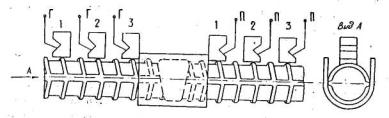 Г Г Г П П П
1 2 3 1 2 3
Вид А
А